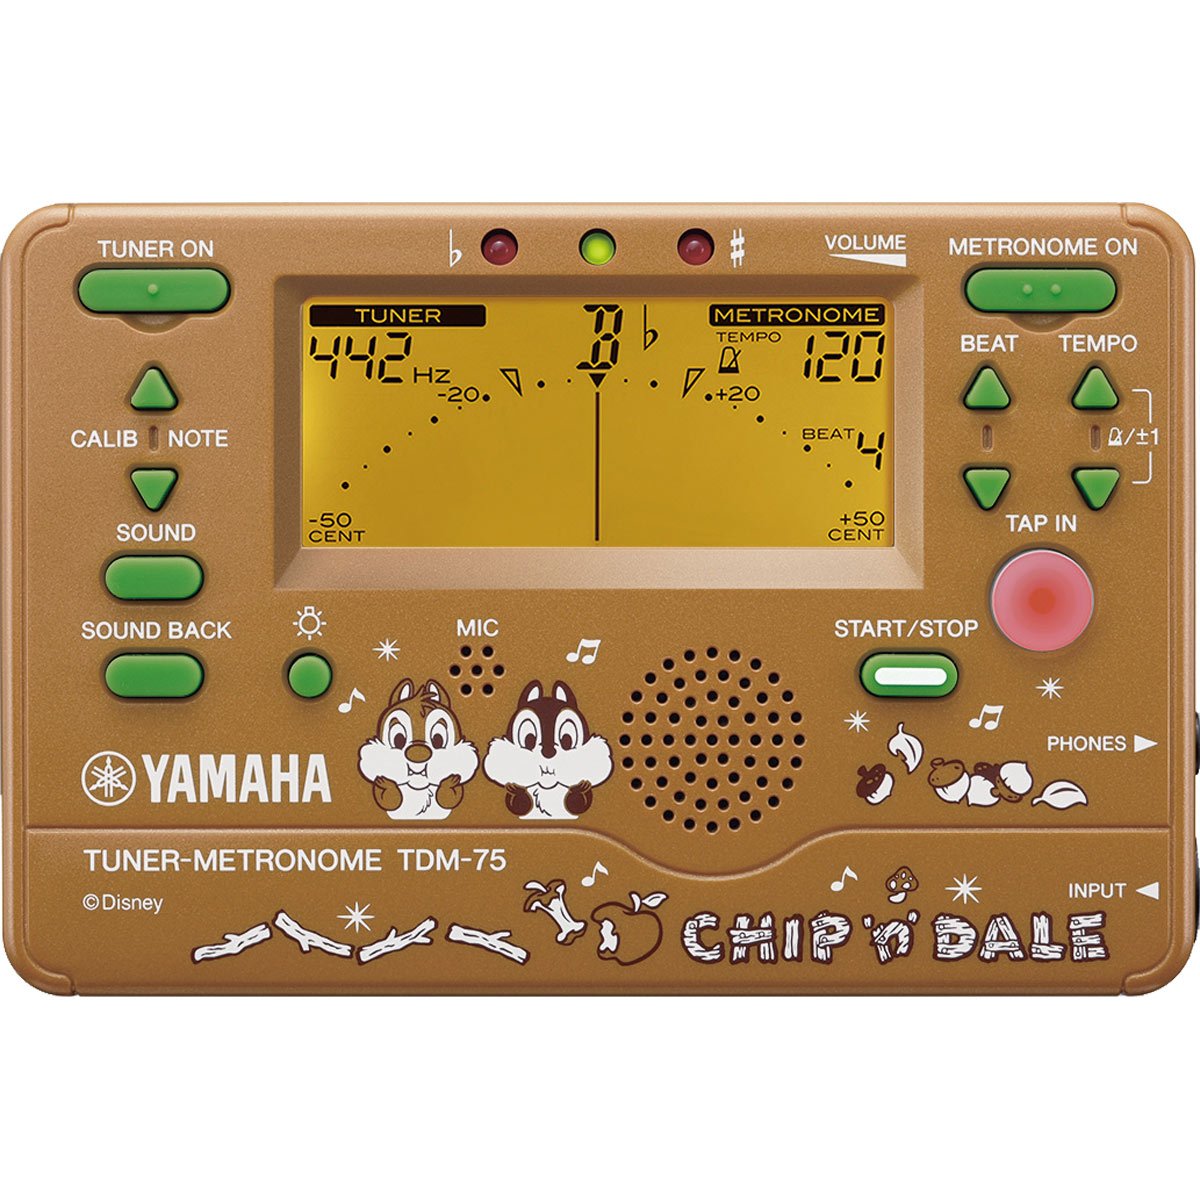 TUNER ON
♭
♯
VOLUME
METRONOME ON
TUNER
B♭
METRONOME
442 HZ
TEMPO
120
-20
+20
BEAT 4
-50
CENT
+50
CENT
BEAT
TEMPO
CALIB
NOTE
/±1
SOUND
TAP IN
SOUND BACK
MIC
START/STOP
PHONES
YAMAHA
TUNER-METRONOME TDM-75
©Disney
INPUT
CHIP 'n' DALE